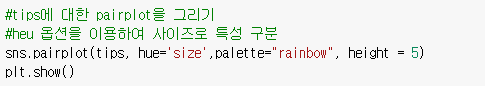 #tips에 대한 pairplot을 그리기
#heu 옵션을 이용하여 사이즈로 특성 구분
sns.pairplot(tips, hue='size',palette="rainbow", height = 5)
plt.show()